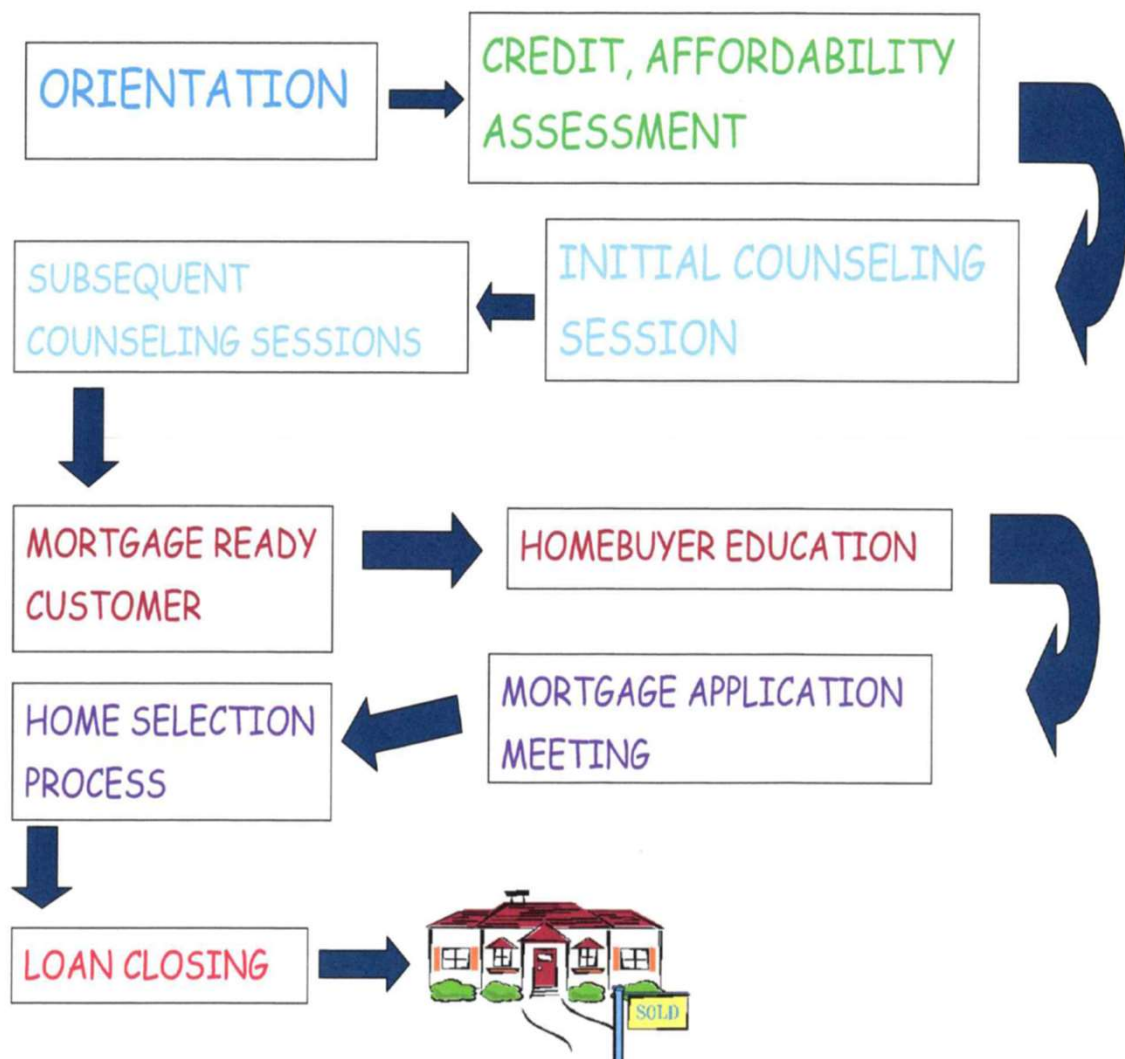 ORIENTATION
CREDIT, AFFORDABILITY
ASSESSMENT
INITIAL COUNSELING
SESSION
SUBSEQUENT
COUNSELING SESSIONS
MORTGAGE READY
CUSTOMER
HOMEBUYER EDUCATION
MORTGAGE APPLICATION
MEETING
HOME SELECTION
PROCESS
LOAN CLOSING
SOLD